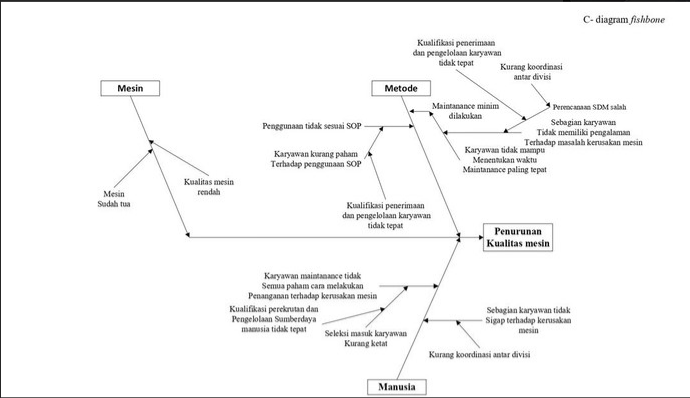 C- diagram fishbone
Kualifikasi penerimaan
dan pengelolaan karyawan
tidak tepat
Kurang koordinasi
antar divisi
Mesin
Metode
Maintanance minim
dilakukan
Perencanaan SDM salah
Penggunaan tidak sesuai SOP
Sebagian karyawan
Tidak memiliki pengalaman
Terhadap masalah kerusakan mesin
Karyawan kurang paham
Terhadap penggunaan SOP
Karyawan tidak mampu
Menentukan waktu
Maintanance paling tepat
Kualitas mesin
rendah
Mesin
Sudah tua
Kualifikasi penerimaan
dan pengelolaan karyawan
tidak tepat
Penurunan
Kualitas mesin
Karyawan maintanance tidak
Semua paham cara melakukan
Penanganan terhadap kerusakan mesin
Kualifikasi perekrutan dan
Pengelolaan Sumberdaya
manusia tidak tepat
Seleksi masuk karyawan
Kurang ketat
Sebagian karyawan tidak
Sigap terhadap kerusakan
mesin
Kurang koordinasi antar divisi
Manusia